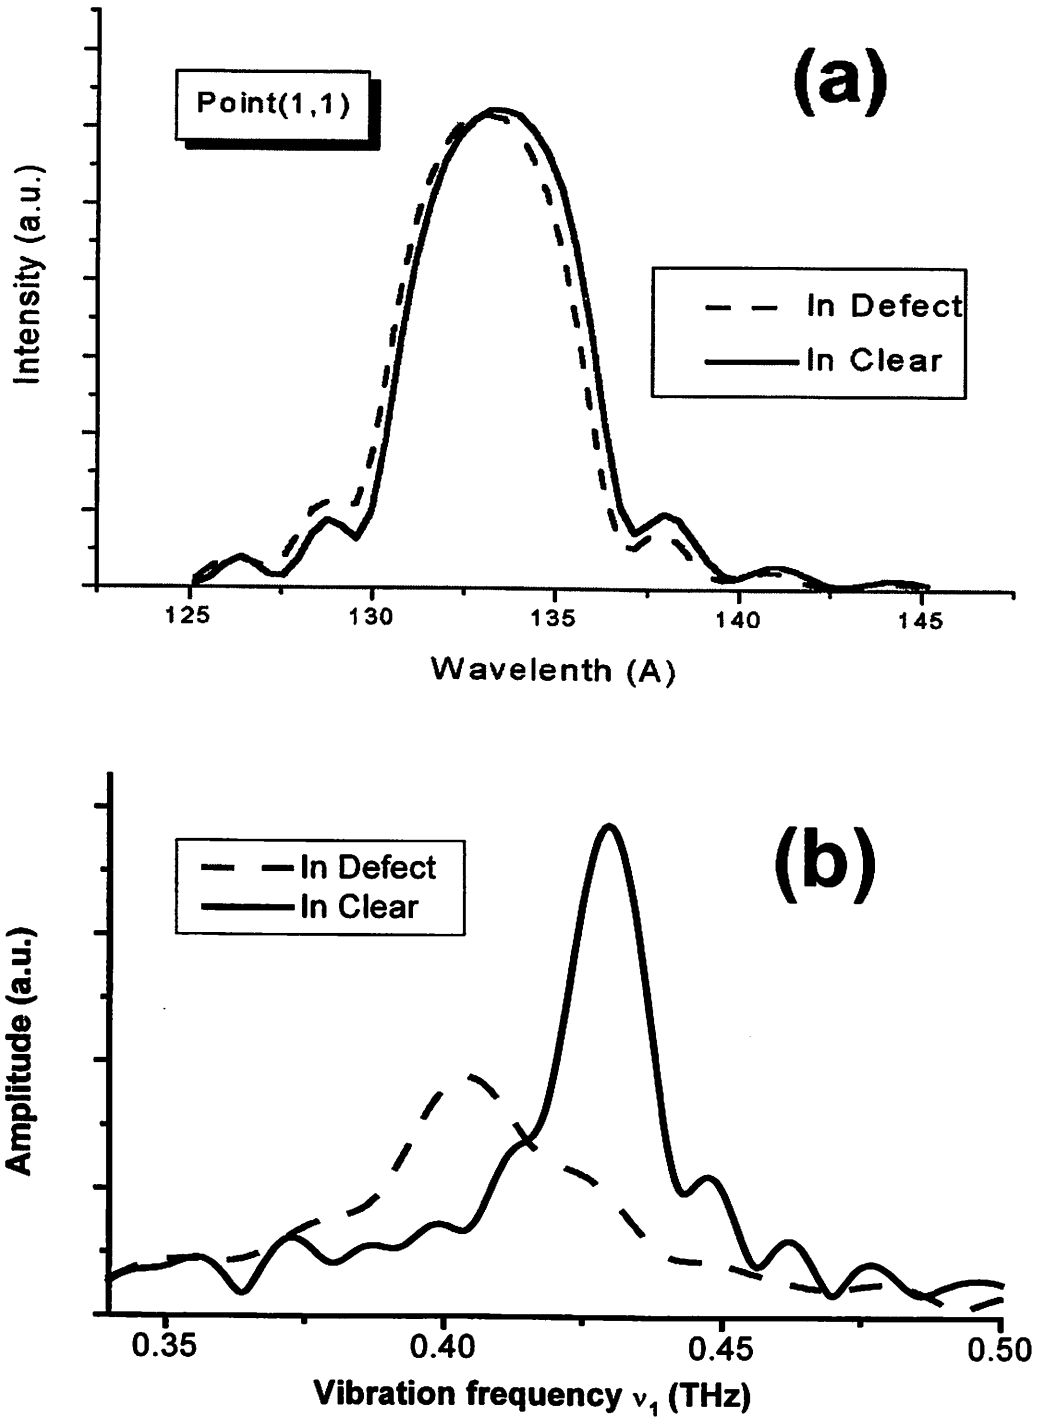 (a)
Point(1,1)
Intensity (a.u.)
In Defect
In Clear
125 130 135 140 145
Wavelenth (A)
(b)
In Defect
In Clear
Amplitude (a.u.)
0.35 0.40 0.45 0.50
Vibration frequency ν₁ (THz)